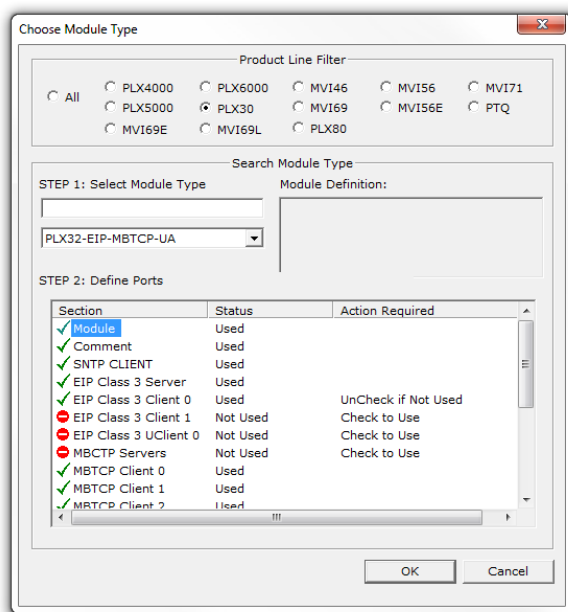 Choose Module Type
Product Line Filter
All
PLX4000 PLX6000 MVI46 MVI56 MVI71
PLX5000 PLX30 MVI69 MVI56E PTQ
MVI69E MVI69L PLX80
Search Module Type
STEP 1: Select Module Type Module Definition:
PLX32-EIP-MBTCP-UA
STEP 2: Define Ports
Section Status Action Required
Module Used
Comment Used
SNTP CLIENT Used
EIP Class 3 Server Used
EIP Class 3 Client 0 Used UnCheck if Not Used
EIP Class 3 Client 1 Not Used Check to Use
EIP Class 3 UClient 0 Not Used Check to Use
MBCTP Servers Not Used Check to Use
MBTCP Client 0 Used
MBTCP Client 1 Used
MBTCP Client 2 Used
OK Cancel